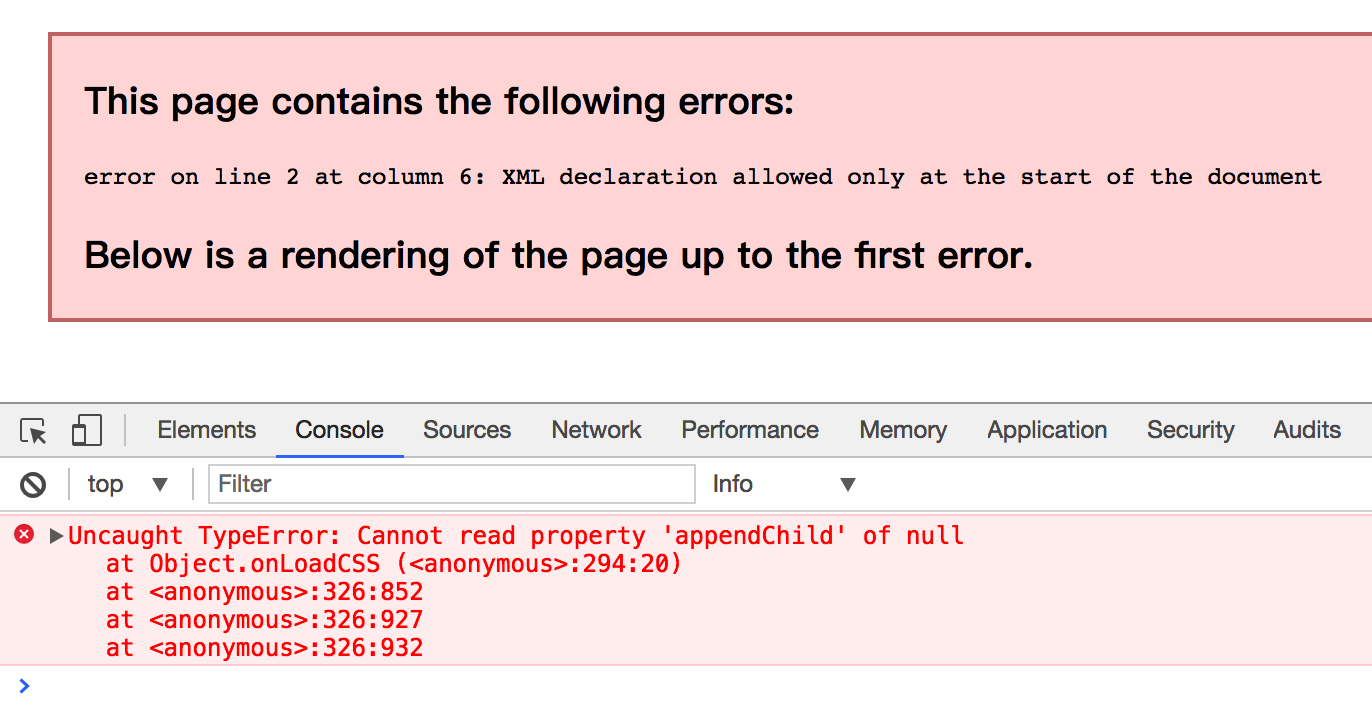 This page contains the following errors:
error on line 2 at column 6: XML declaration allowed only at the start of the document
Below is a rendering of the page up to the first error.
Elements Console Sources Network Performance Memory Application Security Audits
top Filter Info
Uncaught TypeError: Cannot read property 'appendChild' of null
at Object.onLoadCSS (<anonymous>:294:20)
at <anonymous>:326:852
at <anonymous>:326:927
at <anonymous>:326:932